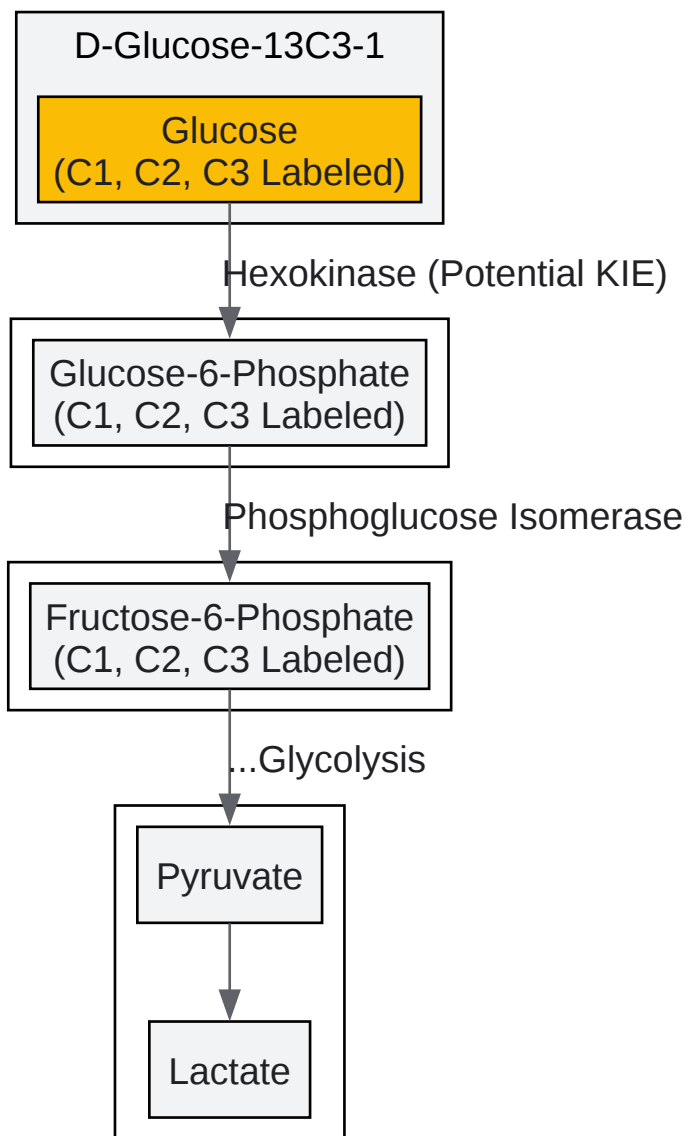 D-Glucose-13C3-1
Glucose
(C1, C2, C3 Labeled)
Hexokinase (Potential KIE)
Glucose-6-Phosphate
(C1, C2, C3 Labeled)
Phosphoglucose Isomerase
Fructose-6-Phosphate
(C1, C2, C3 Labeled)
...Glycolysis
Pyruvate
Lactate